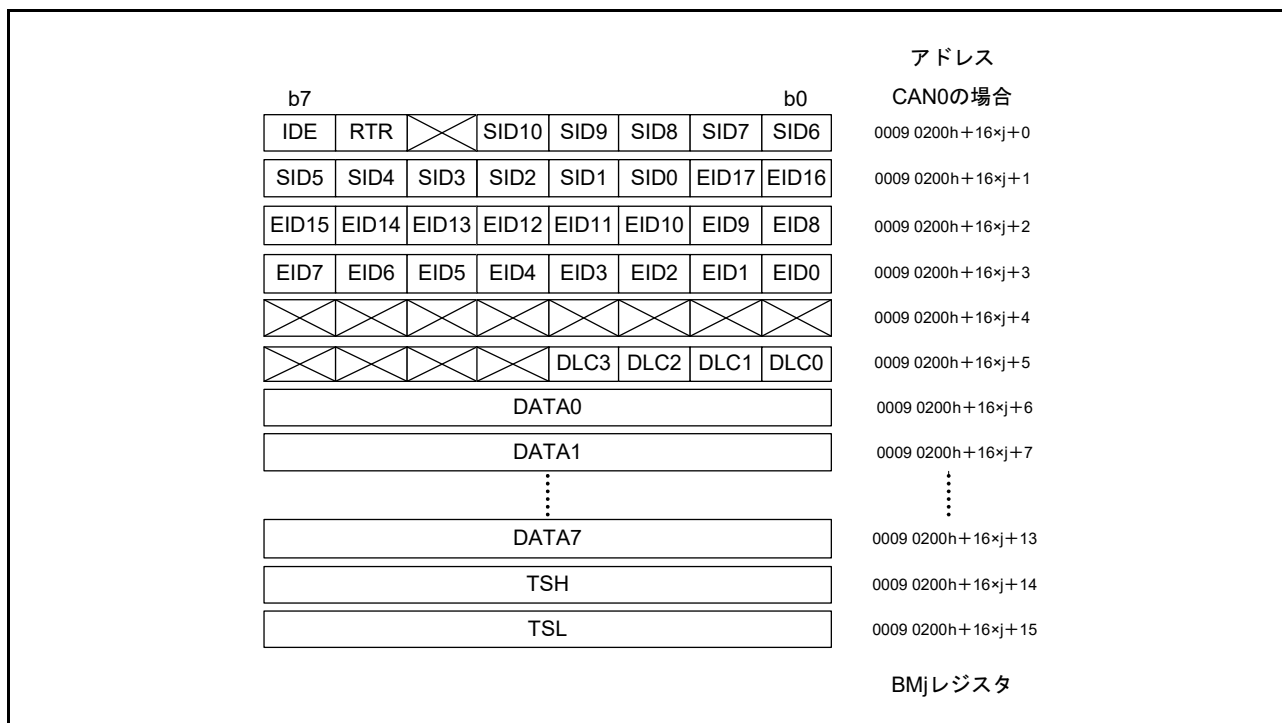 アドレス
b7 b0 CAN0の場合
IDE RTR SID10 SID9 SID8 SID7 SID6 0009 0200h＋16×j＋0
SID5 SID4 SID3 SID2 SID1 SID0 EID17 EID16 0009 0200h＋16×j＋1
EID15 EID14 EID13 EID12 EID11 EID10 EID9 EID8 0009 0200h＋16×j＋2
EID7 EID6 EID5 EID4 EID3 EID2 EID1 EID0 0009 0200h＋16×j＋3
0009 0200h＋16×j＋4
DLC3 DLC2 DLC1 DLC0 0009 0200h＋16×j＋5
DATA0 0009 0200h＋16×j＋6
DATA1 0009 0200h＋16×j＋7
DATA7 0009 0200h＋16×j＋13
TSH 0009 0200h＋16×j＋14
TSL 0009 0200h＋16×j＋15
BMjレジスタ